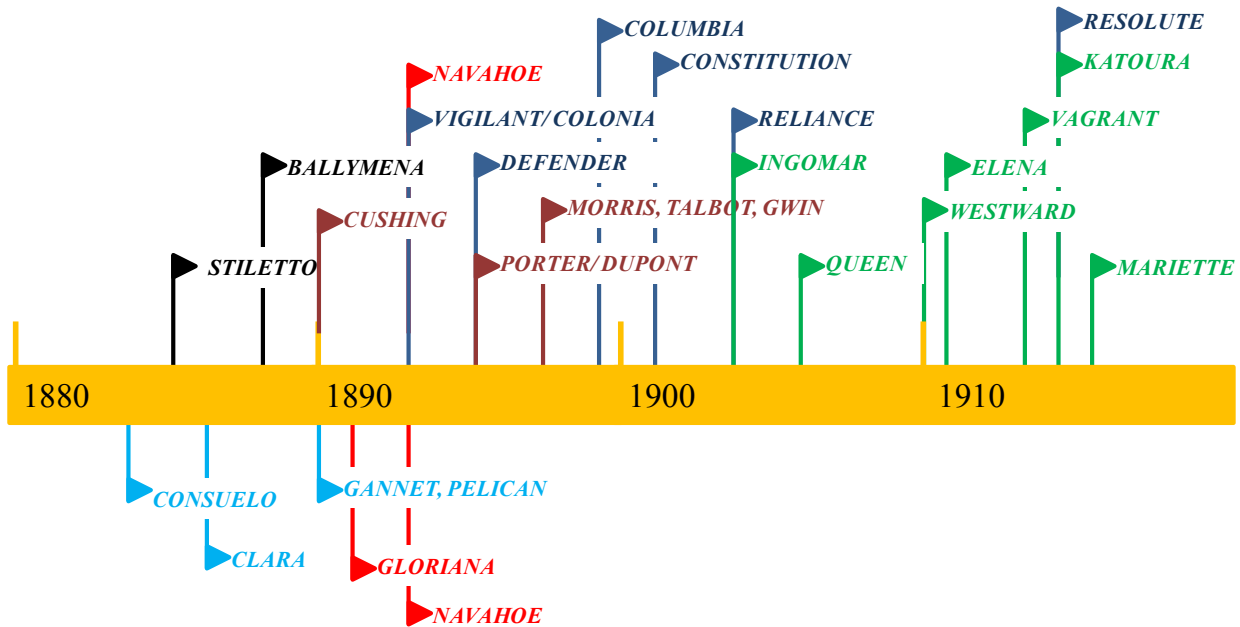 RESOLUTE
COLUMBIA
CONSTITUTION
KATOURA
NAVAHOE
VIGILANT/ COLONIA
RELIANCE
VAGRANT
BALLYMENA
DEFENDER
INGOMAR
ELENA
CUSHING
MORRIS, TALBOT, GWIN
WESTWARD
STILETTO
PORTER/ DUPONT
QUEEN
MARIETTE
1880 1890 1900 1910
CONSUELO
GANNET, PELICAN
CLARA
GLORIANA
NAVAHOE